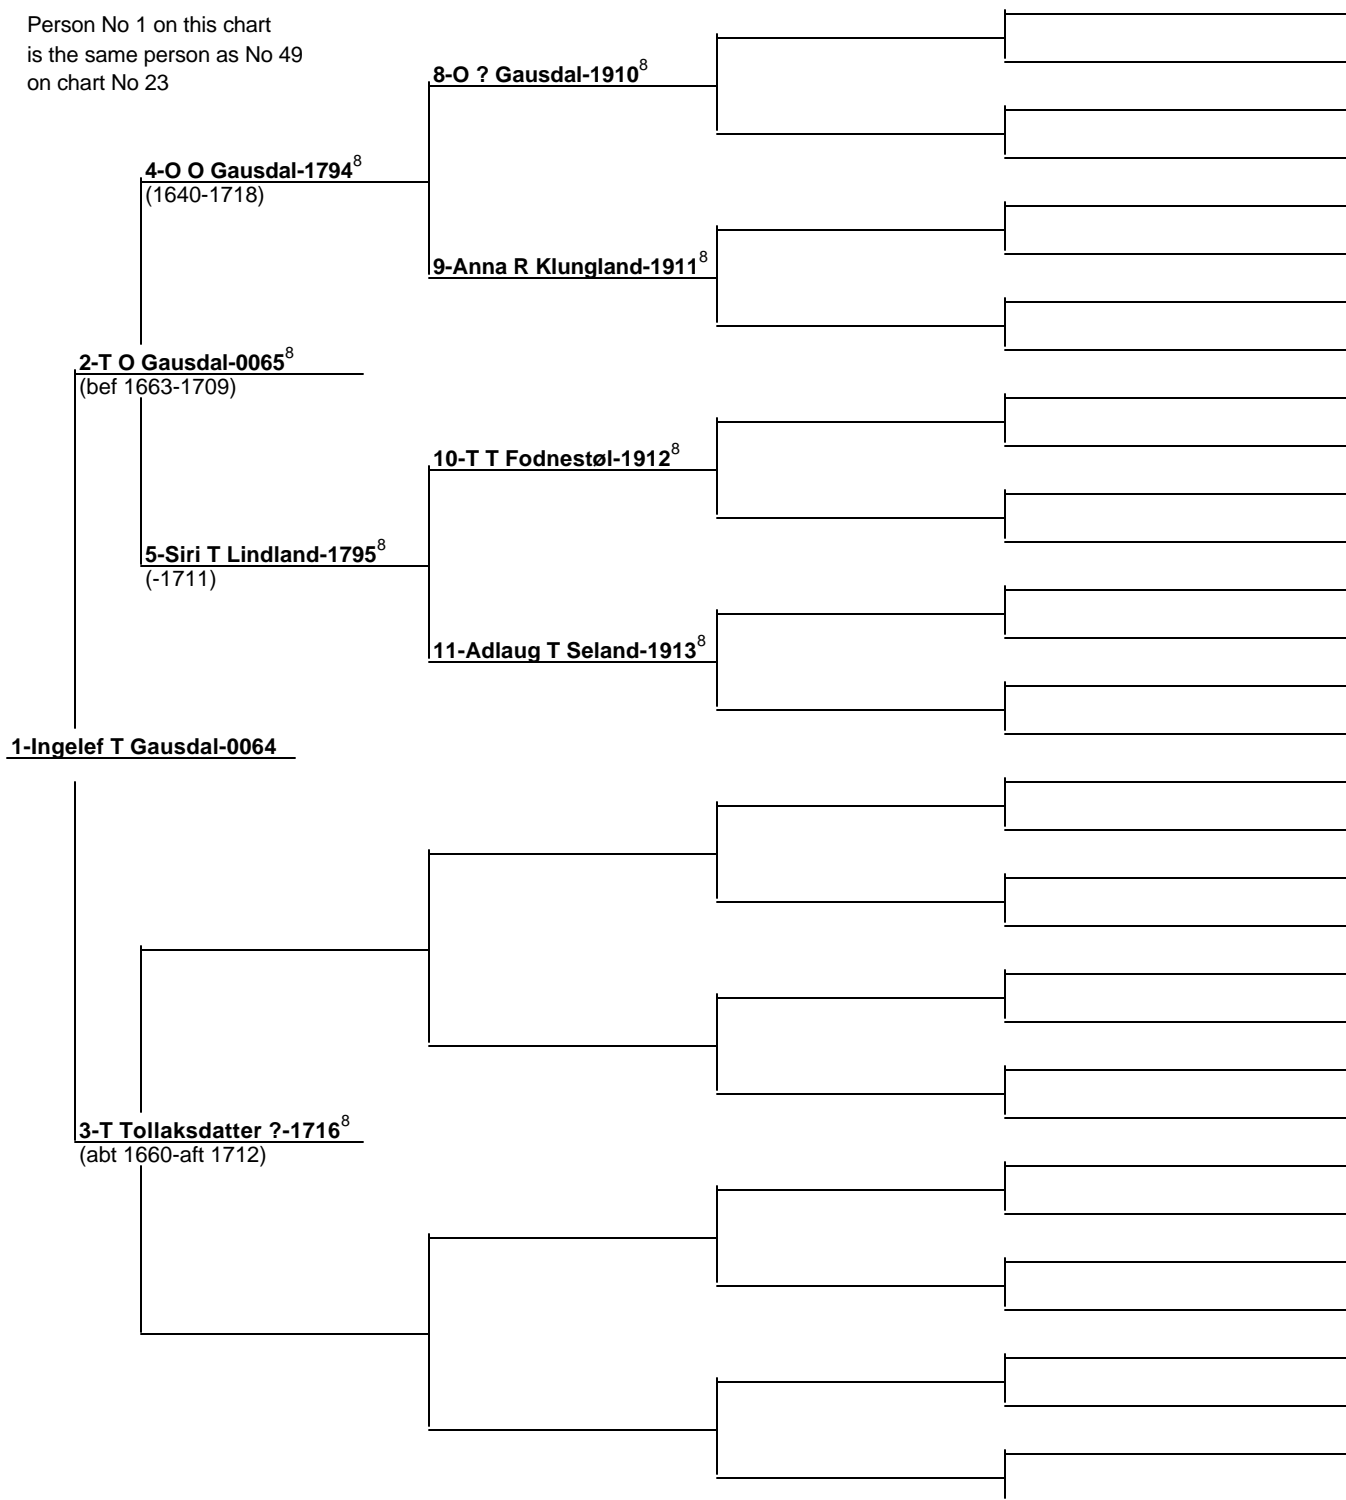 Person No 1 on this chart
is the same person as No 49
on chart No 23
8-O ? Gausdal-1910⁸
4-O O Gausdal-1794⁸
(1640-1718)
9-Anna R Klungland-1911⁸
2-T O Gausdal-0065⁸
(bef 1663-1709)
10-T T Fodnestøl-1912⁸
5-Siri T Lindland-1795⁸
(-1711)
11-Adlaug T Seland-1913⁸
1-Ingelef T Gausdal-0064
3-T Tollaksdatter ?-1716⁸
(abt 1660-aft 1712)